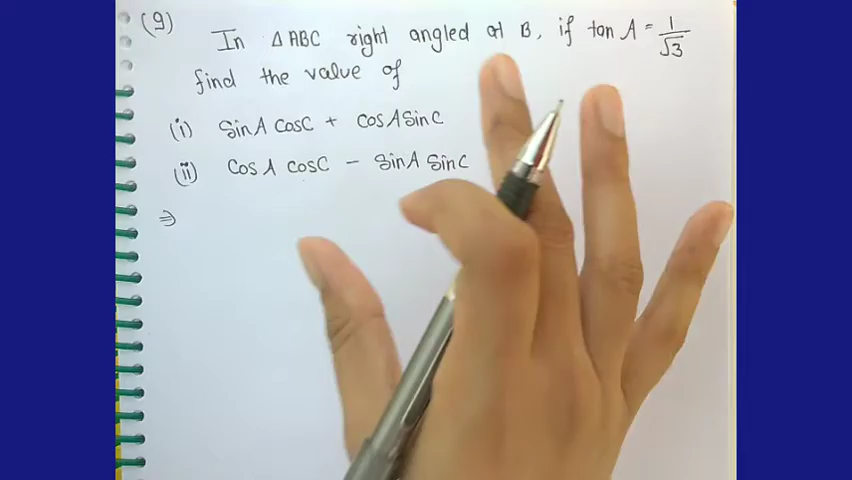 (9) In △ABC right angled at B, if tan A = 1/√3
find the value of
(i) sinA cosC + cosA sinC
(ii) cosA cosC − sinA sinC
⇒